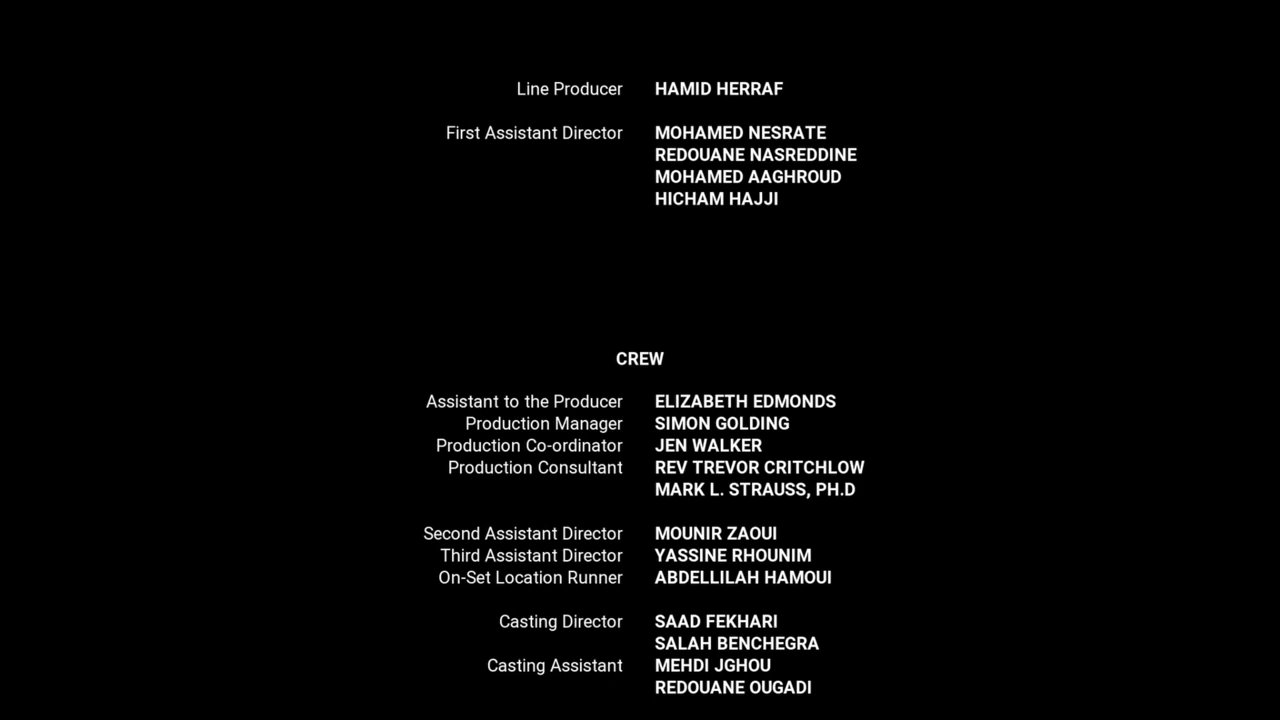 Line Producer HAMID HERRAF
First Assistant Director MOHAMED NESRATE
REDOUANE NASREDDINE
MOHAMED AAGHROUD
HICHAM HAJJI
CREW
Assistant to the Producer ELIZABETH EDMONDS
Production Manager SIMON GOLDING
Production Co-ordinator JEN WALKER
Production Consultant REV TREVOR CRITCHLOW
MARK L. STRAUSS, PH.D
Second Assistant Director MOUNIR ZAOUI
Third Assistant Director YASSINE RHOUNIM
On-Set Location Runner ABDELLILAH HAMOUI
Casting Director SAAD FEKHARI
SALAH BENCHEGRA
Casting Assistant MEHDI JGHOU
REDOUANE OUGADI